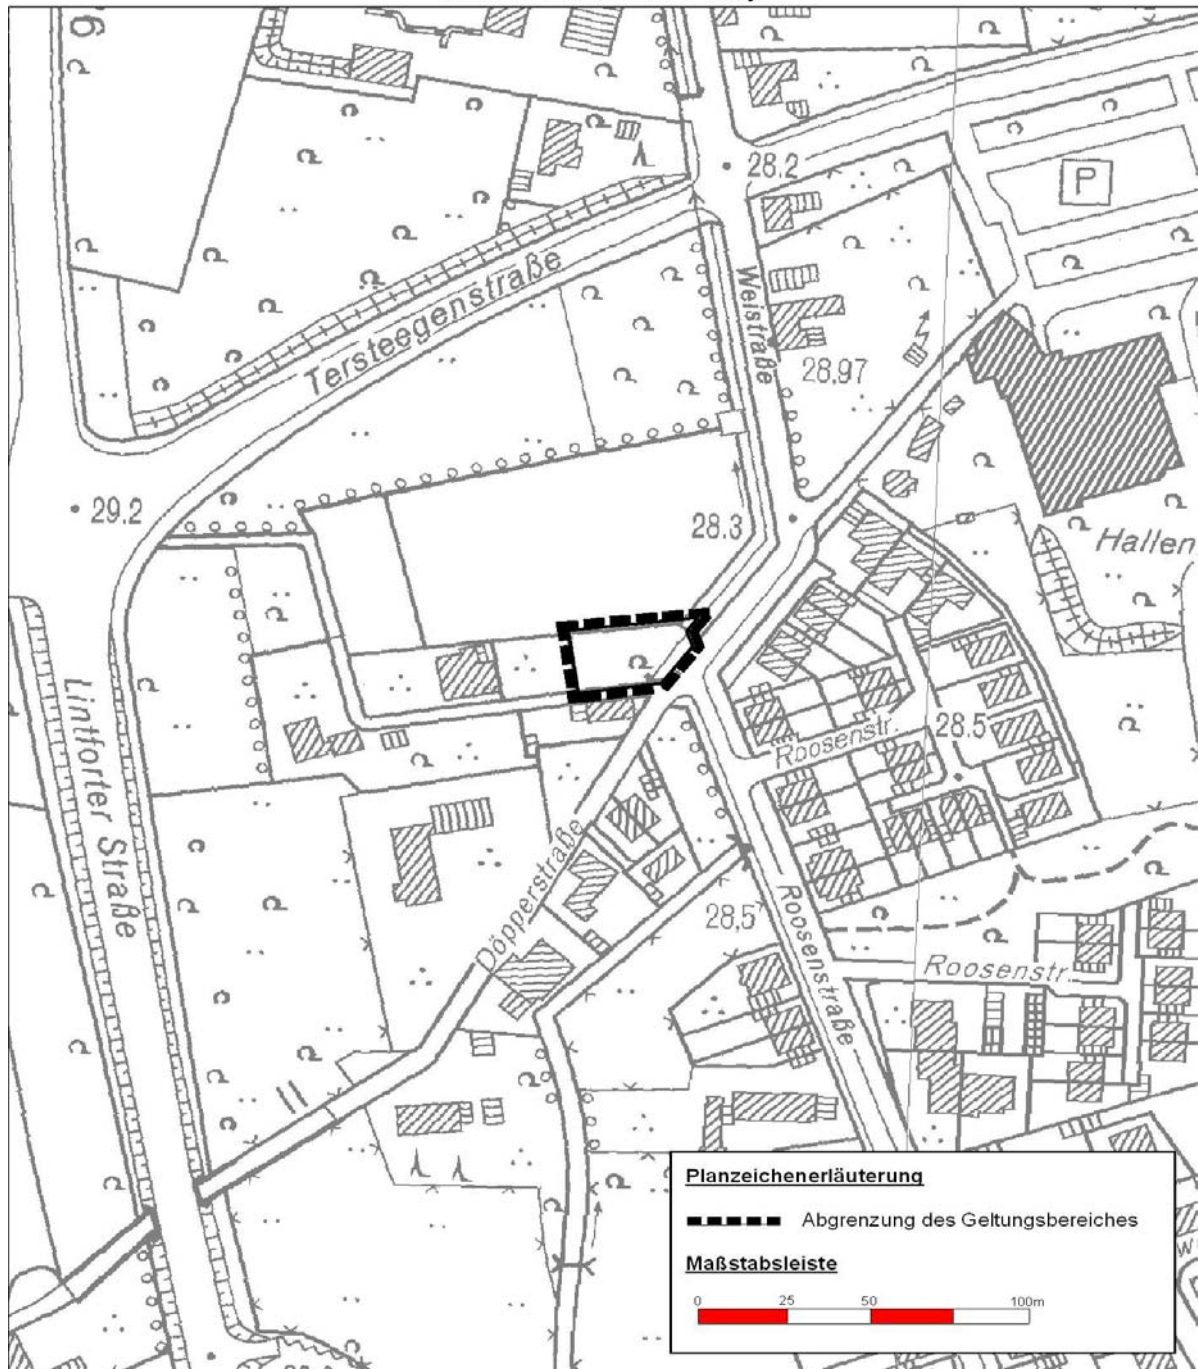 28.2
P
Tersteegenstraße
Weistraße
28,97
29.2
28.3
Hallen
Lintforter Straße
Roosenstr.
28.5
Döpperstraße
28,5
Roosenstraße
Roosenstr.
Planzeichenerläuterung
Abgrenzung des Geltungsbereiches
Maßstabsleiste
0 25 50 100m